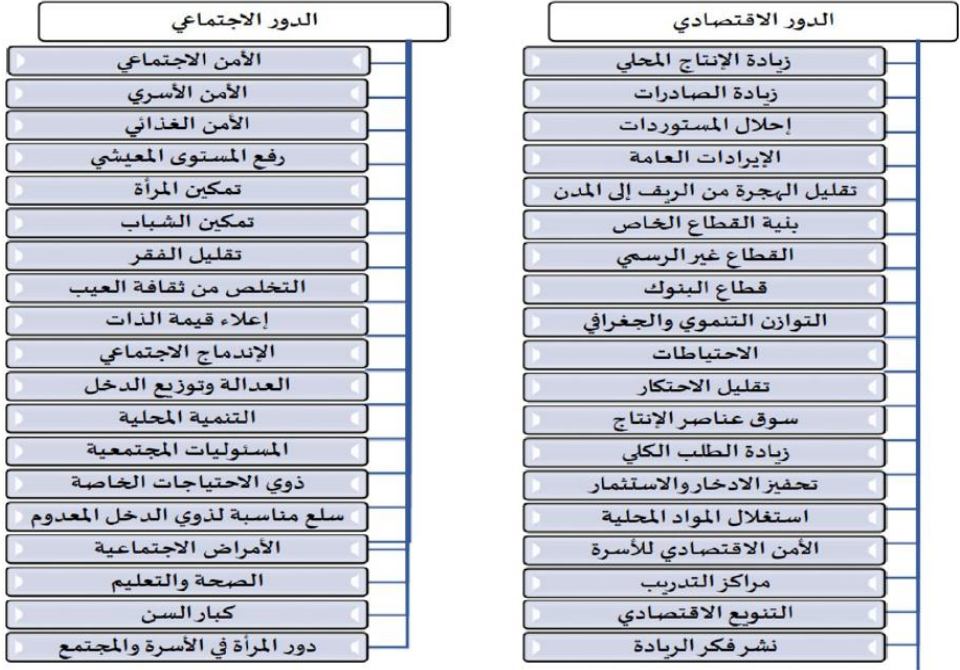 الدور الاقتصادي
زيادة الإنتاج المحلي
زيادة الصادرات
إحلال المستوردات
الإيرادات العامة
تقليل الهجرة من الريف إلى المدن
بنية القطاع الخاص
القطاع غير الرسمي
قطاع البنوك
التوازن التنموي والجغرافي
الاحتياطات
تقليل الاحتكار
سوق عناصر الإنتاج
زيادة الطلب الكلي
تحفيز الادخار والاستثمار
استغلال المواد المحلية
الأمن الاقتصادي للأسرة
مراكز التدريب
التنويع الاقتصادي
نشر فكر الريادة
الدور الاجتماعي
الأمن الاجتماعي
الأمن الأسري
الأمن الغذائي
رفع المستوى المعيشي
تمكين المرأة
تمكين الشباب
تقليل الفقر
التخلص من ثقافة العيب
إعلاء قيمة الذات
الإندماج الاجتماعي
العدالة وتوزيع الدخل
التنمية المحلية
المسئوليات المجتمعية
ذوي الاحتياجات الخاصة
سلع مناسبة لذوي الدخل المعدوم
الأمراض الاجتماعية
الصحة والتعليم
كبار السن
دور المرأة في الأسرة والمجتمع